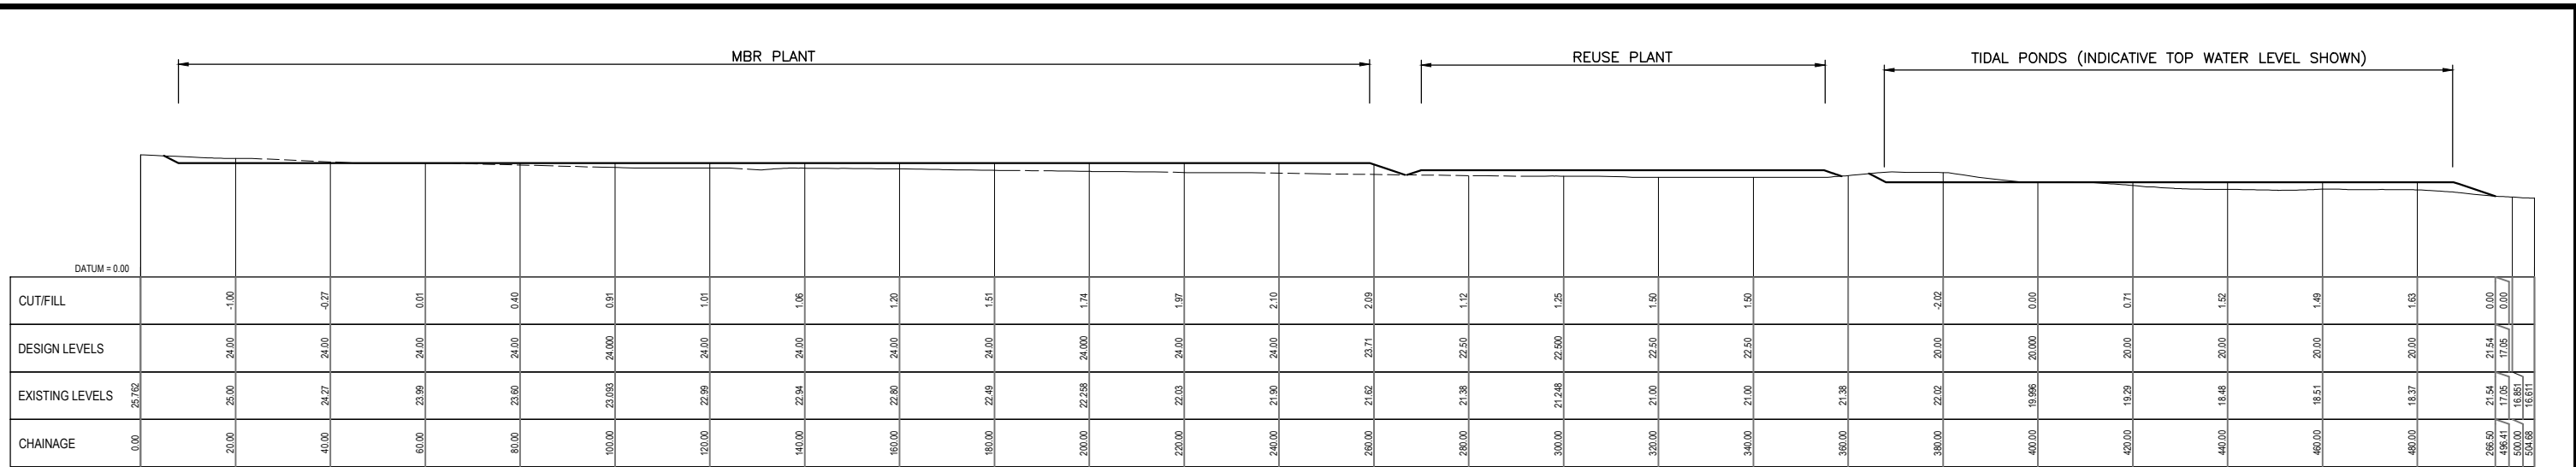 MBR PLANT
REUSE PLANT
TIDAL PONDS (INDICATIVE TOP WATER LEVEL SHOWN)
DATUM = 0.00
CUT/FILL -1.00 -0.27 0.01 0.40 0.91 1.01 1.06 1.20 1.51 1.74 1.97 2.10 2.09 1.12 1.25 1.50 1.50 -2.02 0.00 0.71 1.52 1.49 1.63 0.00 0.00
DESIGN LEVELS 24.00 24.00 24.00 24.00 24.000 24.00 24.00 24.00 24.00 24.000 24.00 24.00 23.71 22.50 22.500 22.50 22.50 20.00 20.000 20.00 20.00 20.00 20.00 21.54 17.05
EXISTING LEVELS 25.762 25.00 24.27 23.99 23.60 23.093 22.99 22.94 22.80 22.49 22.258 22.03 21.90 21.62 21.38 21.248 21.00 21.00 21.38 22.02 19.996 19.29 18.48 18.51 18.37 21.54 17.05 16.851 16.611
CHAINAGE 0.00 20.00 40.00 60.00 80.00 100.00 120.00 140.00 160.00 180.00 200.00 220.00 240.00 260.00 280.00 300.00 320.00 340.00 360.00 380.00 400.00 420.00 440.00 460.00 480.00 266.50 496.41 500.00 504.68